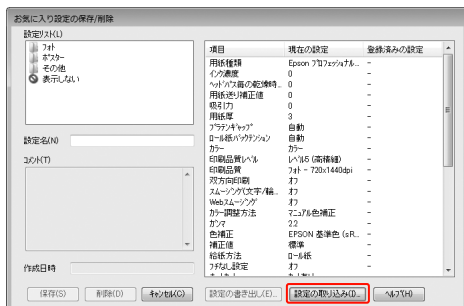 お気に入り設定の保存/削除
設定リスト(L)
フォト
ポスター
その他
表示しない
設定名(N)
コメント(T)
作成日時
項目 現在の設定 登録済みの設定
用紙種類 Epson プロフェッショナル... -
インク濃度 0 -
ヘッドパス毎の乾燥時... 0 -
用紙送り補正値 0 -
吸引力 0 -
用紙厚 3 -
プラテンギャップ 自動 -
ロール紙バックテンション 自動 -
カラー カラー -
印刷品質レベル レベル5 (高精細) -
印刷品質 フォト - 720x1440dpi -
双方向印刷 オフ -
スムージング(文字/輪... オフ -
Webスムージング オフ -
カラー調整方法 マニュアル色補正 -
ガンマ 2.2 -
色補正 EPSON 基準色 (sR... -
補正値 標準 -
給紙方法 ロール紙 -
フチなし設定 オフ -
保存(S) 削除(D) キャンセル(C) 設定の書き出し(E)... 設定の取り込み(I)... ヘルプ(H)